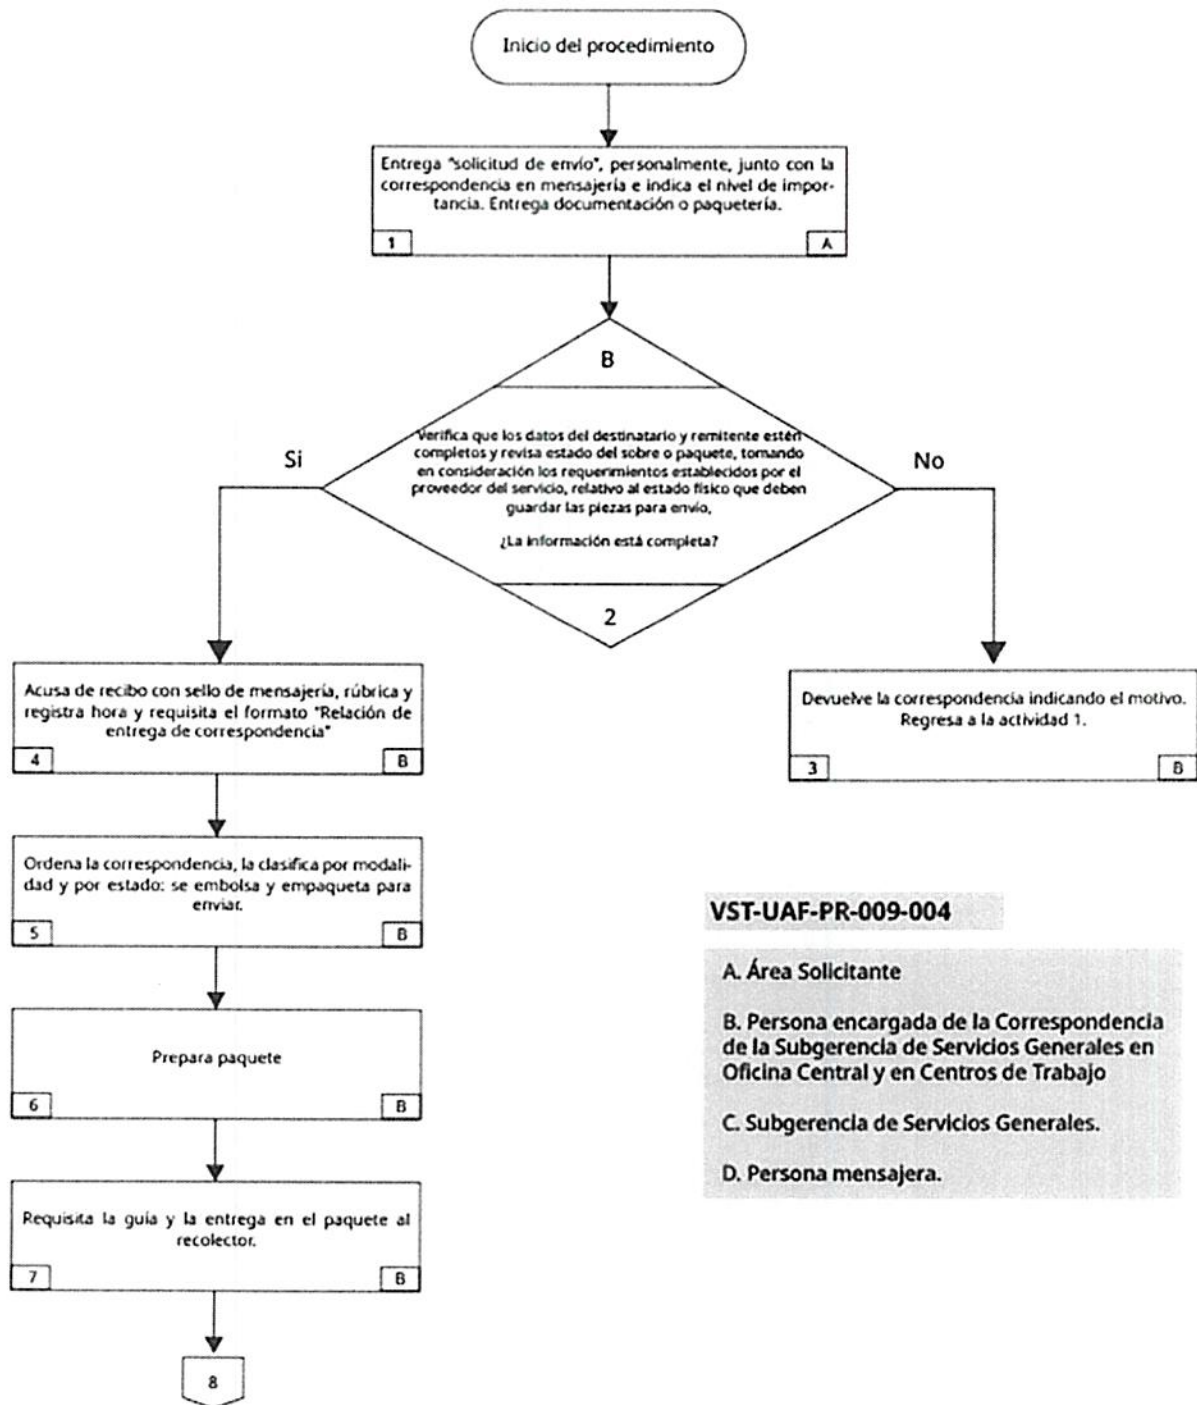 Inicio del procedimiento
Entrega "solicitud de envío", personalmente, junto con la
correspondencia en mensajería e indica el nivel de impor-
tancia. Entrega documentación o paquetería.
1
A
B
Verifica que los datos del destinatario y remitente estén
completos y revisa estado del sobre o paquete, tomando
en consideración los requerimientos establecidos por el
proveedor del servicio, relativo al estado físico que deben
guardar las piezas para envío,
¿La información está completa?
2
Si
No
Acusa de recibo con sello de mensajería, rúbrica y
registra hora y requisita el formato "Relación de
entrega de correspondencia"
4
B
Devuelve la correspondencia indicando el motivo.
Regresa a la actividad 1.
3
B
Ordena la correspondencia, la clasifica por modali-
dad y por estado: se embolsa y empaqueta para
enviar.
5
B
Prepara paquete
6
B
Requisita la guía y la entrega en el paquete al
recolector.
7
B
8
VST-UAF-PR-009-004
A. Área Solicitante
B. Persona encargada de la Correspondencia
de la Subgerencia de Servicios Generales en
Oficina Central y en Centros de Trabajo
C. Subgerencia de Servicios Generales.
D. Persona mensajera.